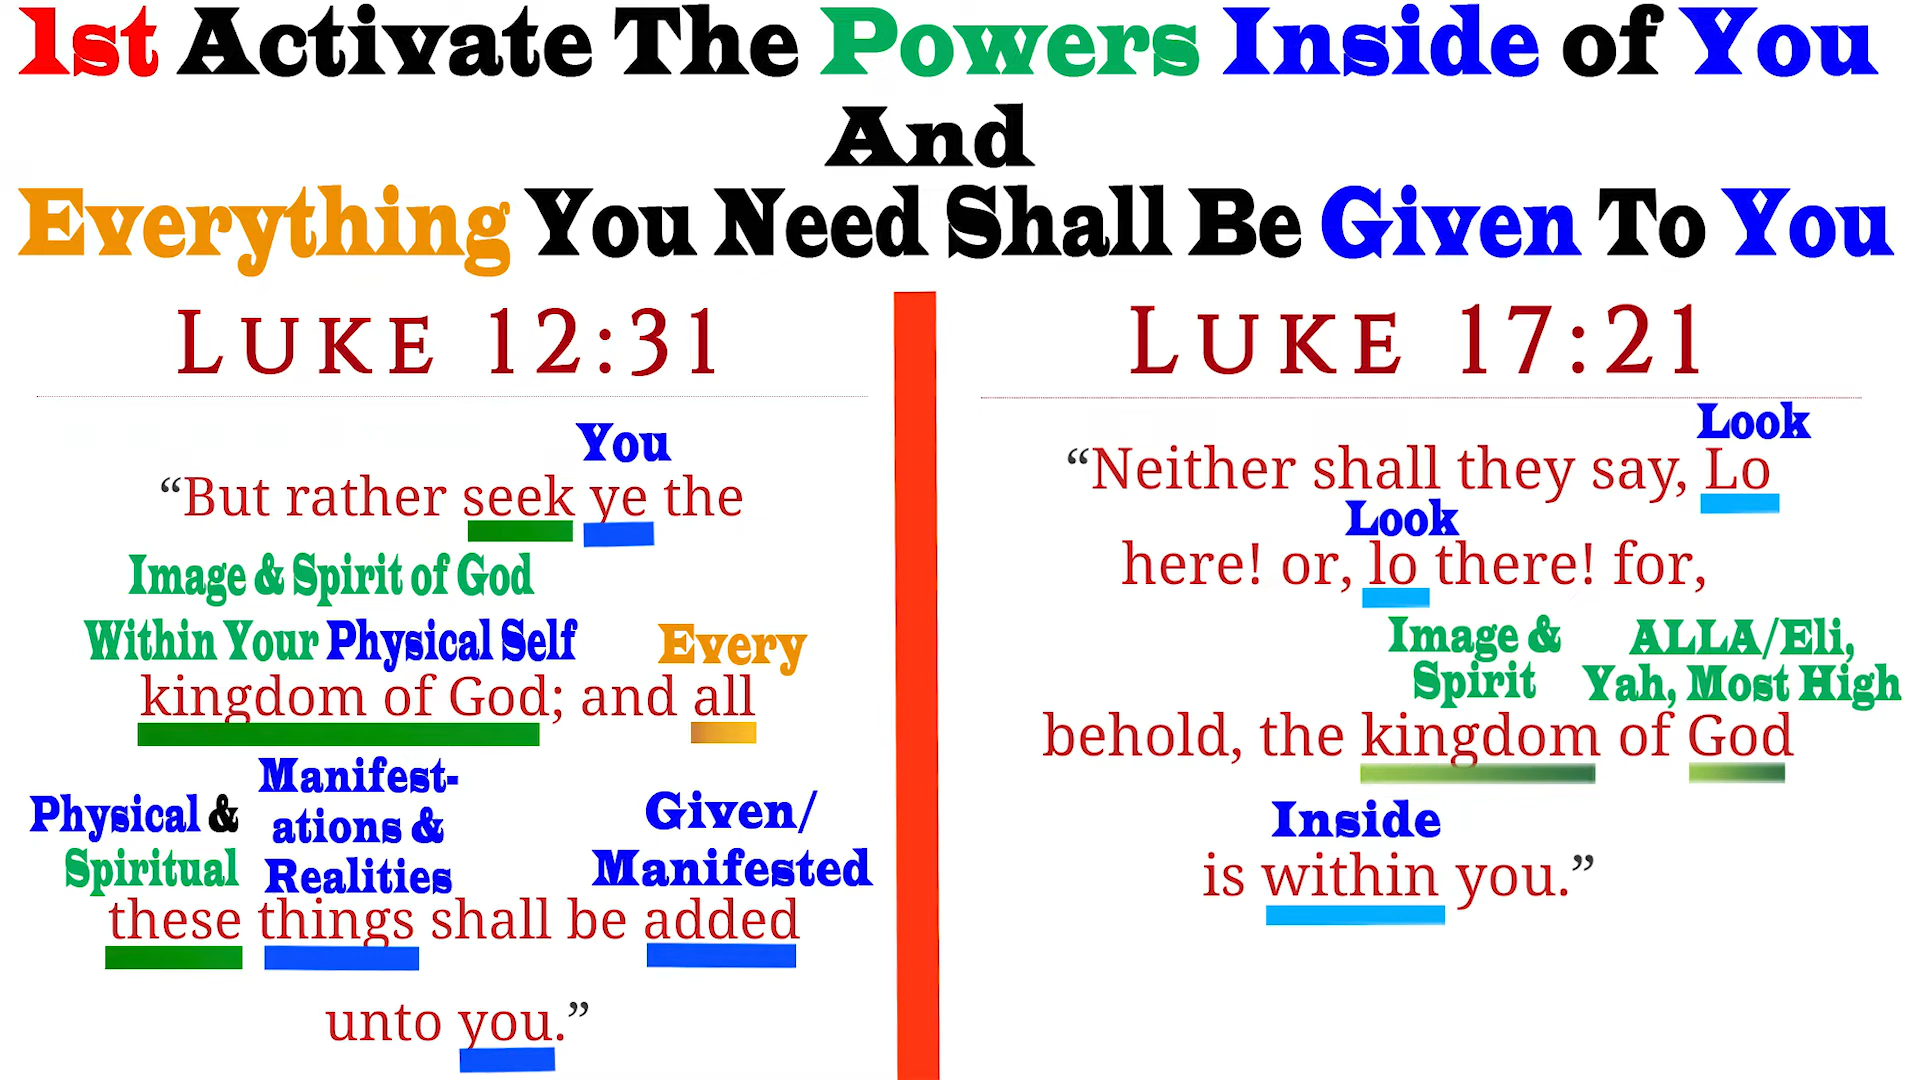 1st Activate The Powers Inside of You
And
Everything You Need Shall Be Given To You
LUKE 12:31
You
“But rather seek ye the
Image & Spirit of God
Within Your Physical Self
Every
kingdom of God; and all
Physical &
Spiritual
Manifest-
ations &
Realities
Given/
Manifested
these things shall be added
unto you.”
LUKE 17:21
Look
“Neither shall they say, Lo
Look
here! or, lo there! for,
Image &
Spirit
ALLA/Eli,
Yah, Most High
behold, the kingdom of God
Inside
is within you.”